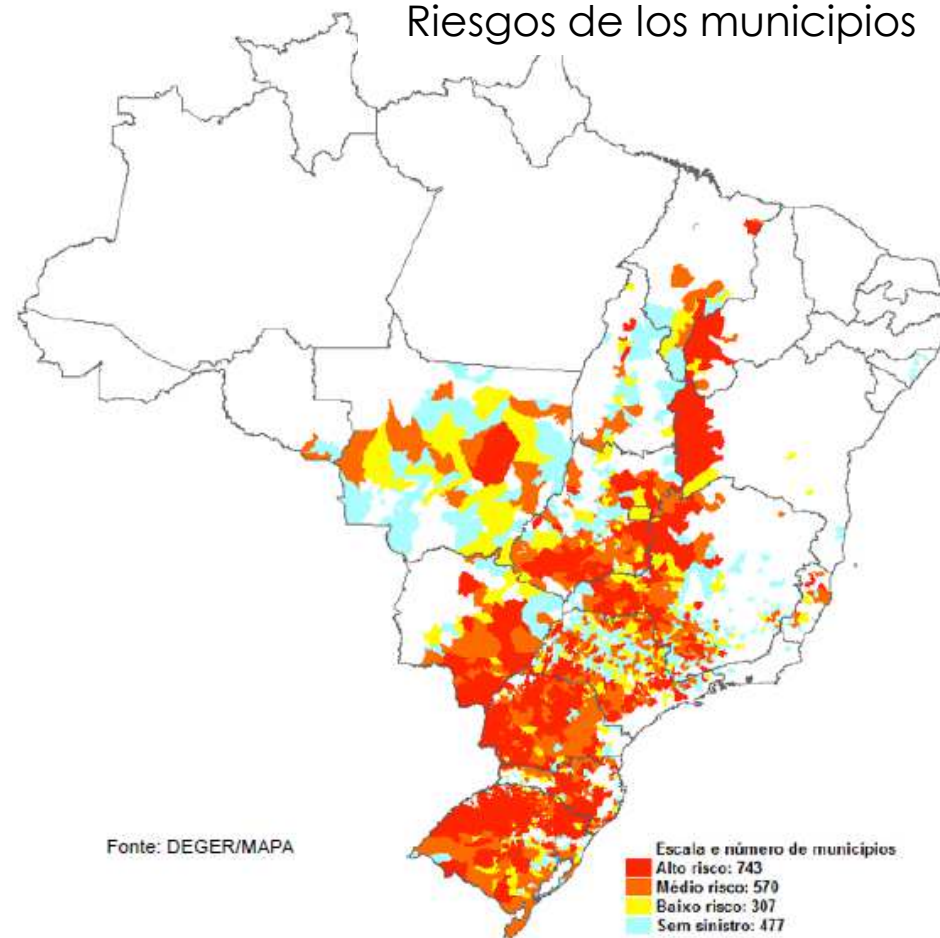 Riesgos de los municipios
Fonte: DEGER/MAPA
Escala e número de municipios
Alto risco: 743
Médio risco: 570
Baixo risco: 307
Sem sinistro: 477